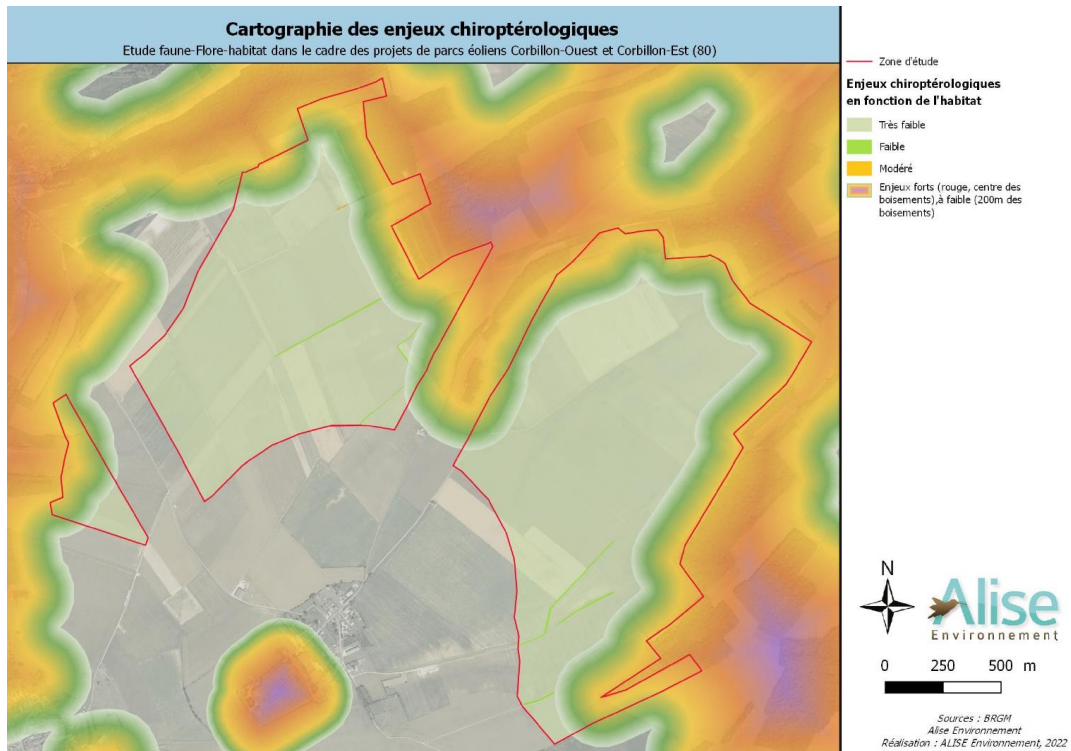 Cartographie des enjeux chiroptérologiques
Etude faune-Flore-habitat dans le cadre des projets de parcs éoliens Corbillon-Ouest et Corbillon-Est (80)
Zone d'étude
Enjeux chiroptérologiques
en fonction de l'habitat
Très faible
Faible
Modéré
Enjeux forts (rouge, centre des
boisements),à faible (200m des
boisements)
N
Alise
Environnement
0 250 500 m
Sources : BRGM
Alise Environnement
Réalisation : ALISE Environnement, 2022